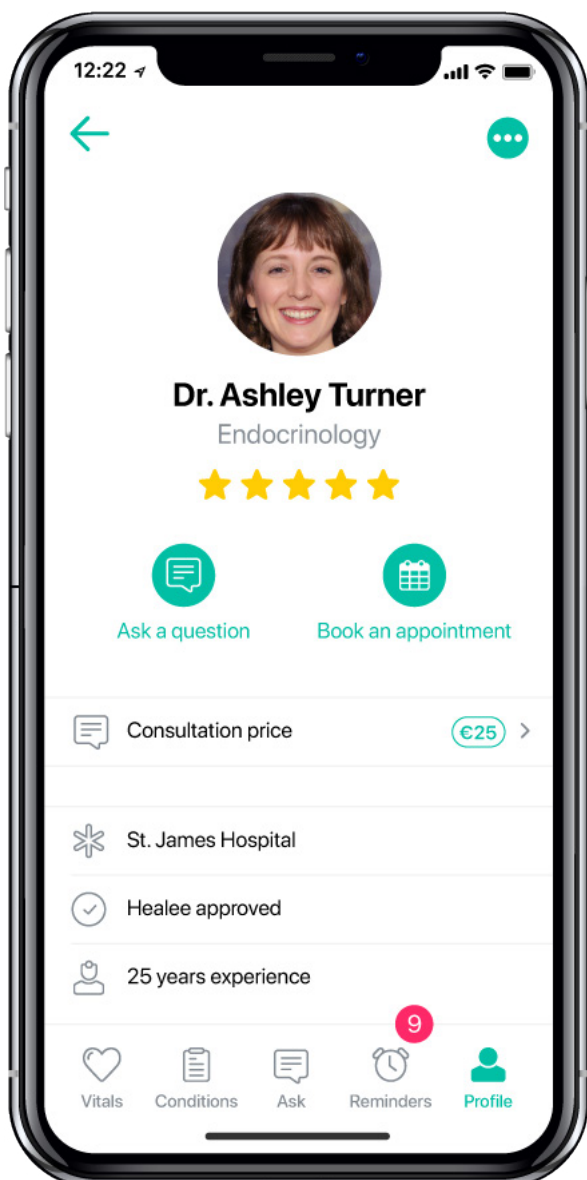 12:22
Dr. Ashley Turner
Endocrinology
Ask a question
Book an appointment
Consultation price
€25
St. James Hospital
Healee approved
25 years experience
9
Vitals
Conditions
Ask
Reminders
Profile